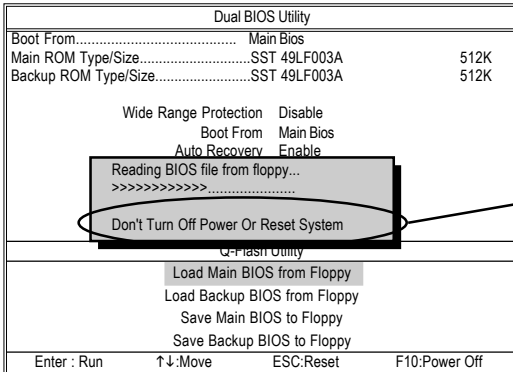 Dual BIOS Utility
Boot From........................................ Main Bios
Main ROM Type/Size...........................SST 49LF003A 512K
Backup ROM Type/Size.........................SST 49LF003A 512K
Wide Range Protection Disable
Boot From Main Bios
Auto Recovery Enable
Reading BIOS file from floppy...
>>>>>>>>>>>>.......................
Don't Turn Off Power Or Reset System
Q-Flash Utility
Load Main BIOS from Floppy
Load Backup BIOS from Floppy
Save Main BIOS to Floppy
Save Backup BIOS to Floppy
Enter : Run ↑↓:Move ESC:Reset F10:Power Off